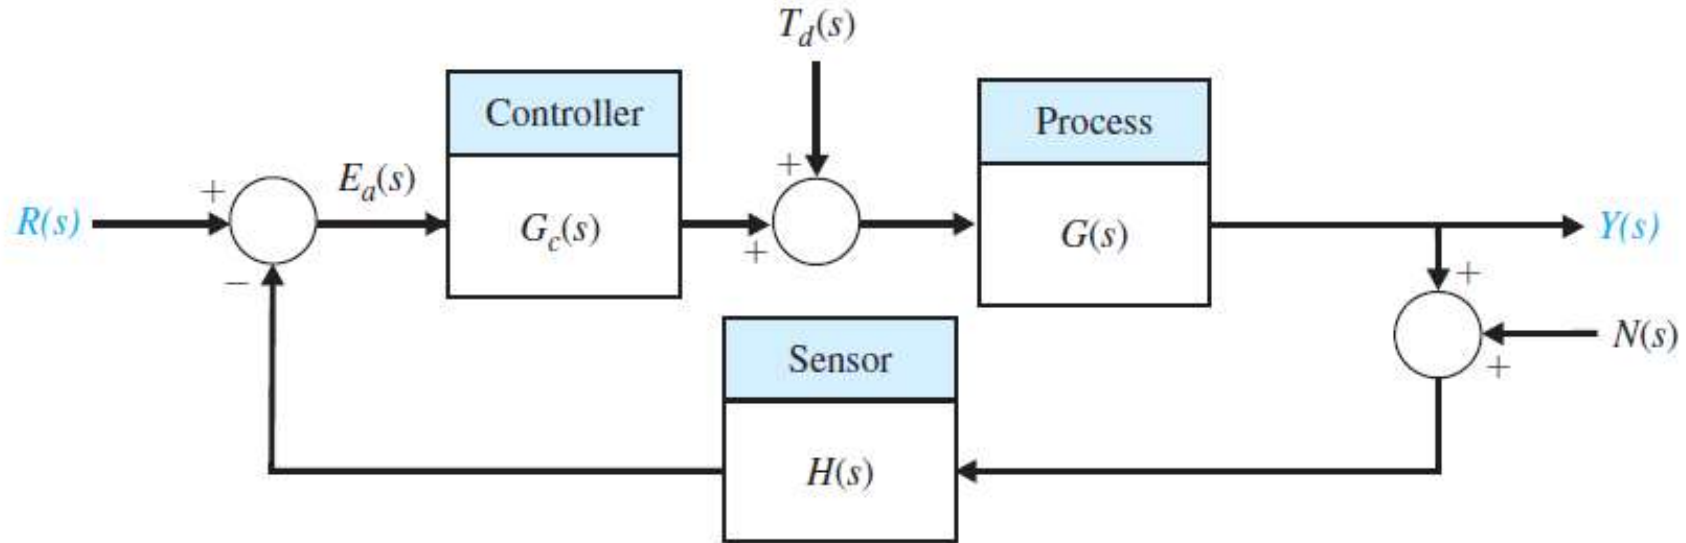 T_d(s)
Controller
Process
+
+
E_a(s)
R(s)
G_c(s)
G(s)
Y(s)
+
−
+
Sensor
N(s)
+
H(s)